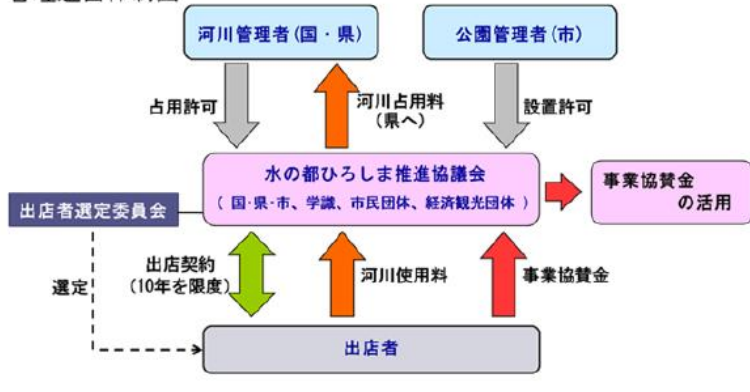 河川管理者(国・県)
公園管理者(市)
占用許可
河川占用料
(県へ)
設置許可
水の都ひろしま推進協議会
( 国・県・市、学識、市民団体、経済観光団体 )
事業協賛金
の活用
出店者選定委員会
選定
出店契約
(10年を限度)
河川使用料
事業協賛金
出店者